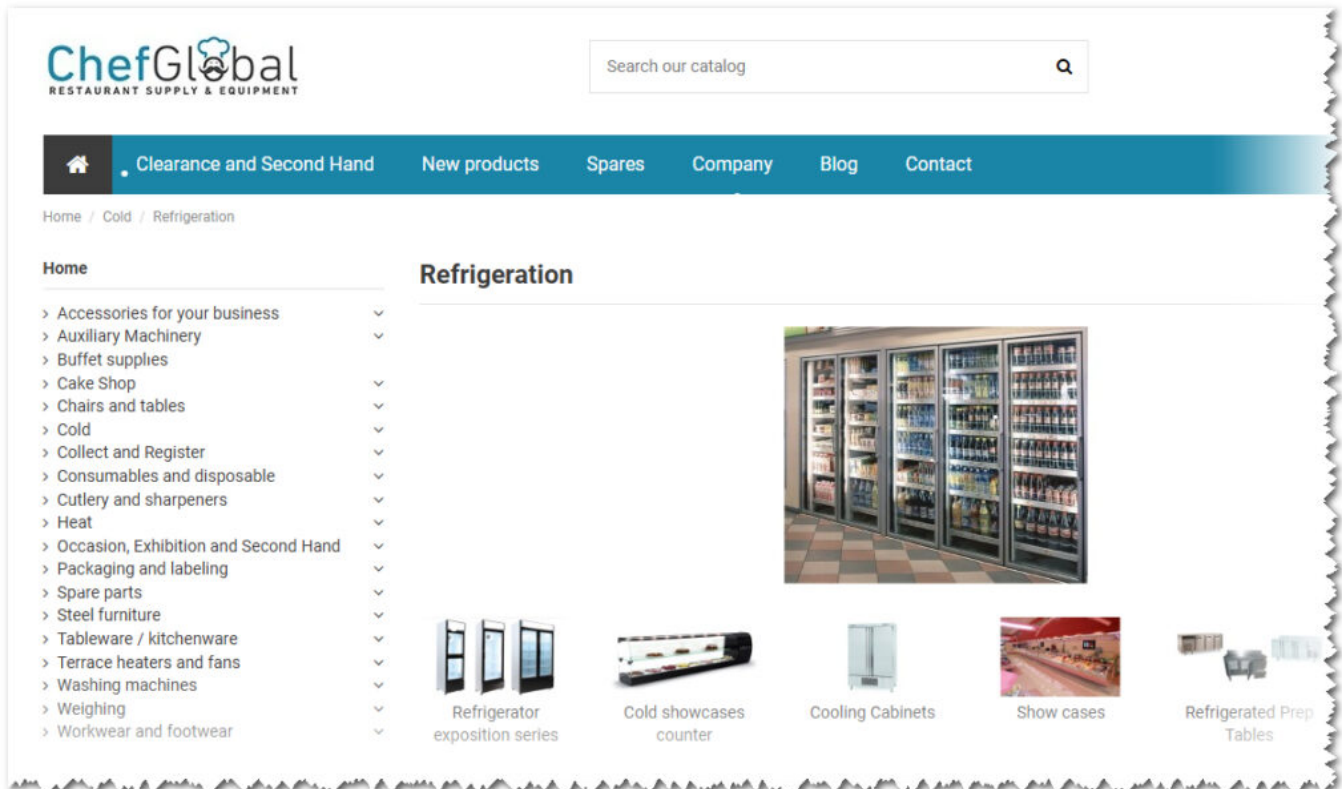 ChefGlobal
RESTAURANT SUPPLY & EQUIPMENT
Search our catalog
Clearance and Second Hand
New products
Spares
Company
Blog
Contact
Home / Cold / Refrigeration
Home
Accessories for your business
Auxiliary Machinery
Buffet supplies
Cake Shop
Chairs and tables
Cold
Collect and Register
Consumables and disposable
Cutlery and sharpeners
Heat
Occasion, Exhibition and Second Hand
Packaging and labeling
Spare parts
Steel furniture
Tableware / kitchenware
Terrace heaters and fans
Washing machines
Weighing
Workwear and footwear
Refrigeration
Refrigerator
exposition series
Cold showcases
counter
Cooling Cabinets
Show cases
Refrigerated Prep
Tables